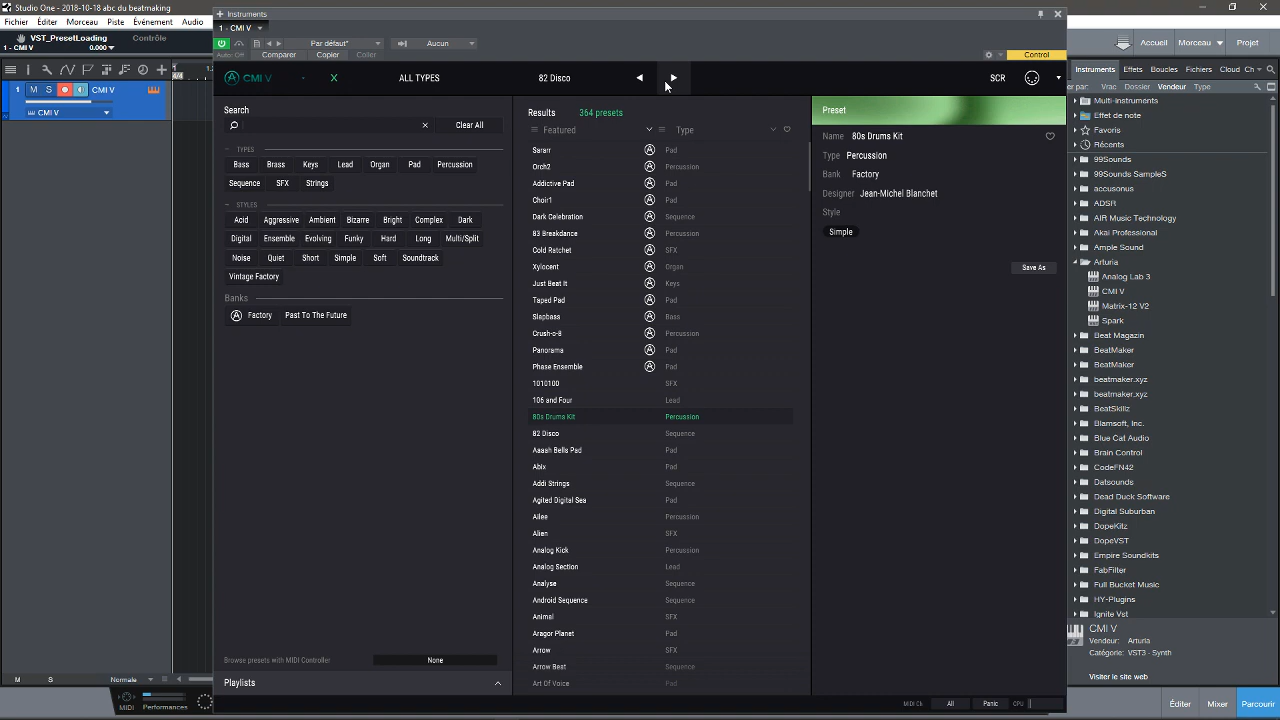 Studio One - 2018-10-18 abc du beatmaking
Fichier Éditer Morceau Piste Événement Audio
Instruments
1 - CMI V
VST_PresetLoading Contrôle
1 - CMI V 0.000
Par défaut* Aucun
Auto: Off Comparer Copier Coller Control
Accueil Morceau Projet
CMI V X ALL TYPES 82 Disco SCR
Instruments Effets Boucles Fichiers Cloud Ch
Vrac Dossier Vendeur Type
4/4
1 M S CMI V
CMI V
Search
Clear All
TYPES
Bass Brass Keys Lead Organ Pad Percussion
Sequence SFX Strings
STYLES
Acid Aggressive Ambient Bizarre Bright Complex Dark
Digital Ensemble Evolving Funky Hard Long Multi/Split
Noise Quiet Short Simple Soft Soundtrack
Vintage Factory
Banks
Factory Past To The Future
Browse presets with MIDI Controller None
Playlists
Results 364 presets
Featured Type
Sararr Pad
Orch2 Percussion
Addictive Pad Pad
Choir1 Pad
Dark Celebration Sequence
83 Breakdance Percussion
Cold Ratchet SFX
Xylocent Organ
Just Beat It Keys
Taped Pad Pad
Slapbass Bass
Crush-o-8 Percussion
Panorama Pad
Phase Ensemble Pad
1010100 SFX
106 and Four Lead
80s Drums Kit Percussion
82 Disco Sequence
Aaaah Bells Pad Pad
Abix Pad
Addi Strings Sequence
Agited Digital Sea Pad
Ailee Percussion
Alien SFX
Analog Kick Percussion
Analog Section Lead
Analyse Sequence
Android Sequence Sequence
Animal SFX
Aragor Planet Pad
Arrow SFX
Arrow Beat Sequence
Art Of Voice Pad
Preset
Name 80s Drums Kit
Type Percussion
Bank Factory
Designer Jean-Michel Blanchet
Style
Simple
Save As
MIDI Ch All Panic CPU
Multi-instruments
Effet de note
Favoris
Récents
99Sounds
99Sounds SampleS
accusonus
ADSR
AIR Music Technology
Akai Professional
Ample Sound
Arturia
Analog Lab 3
CMI V
Matrix-12 V2
Spark
Beat Magazin
BeatMaker
BeatMaker
beatmaker.xyz
beatmaker.xyz
BeatSkillz
Blamsoft, Inc.
Blue Cat Audio
Brain Control
CodeFN42
Datsounds
Dead Duck Software
Digital Suburban
DopeKitz
DopeVST
Empire Soundkits
FabFilter
Full Bucket Music
HY-Plugins
Ignite Vst
CMI V
Vendeur: Arturia
Catégorie: VST3 - Synth
Visiter le site web
M S Normale
MIDI Performances
Éditer Mixer Parcourir